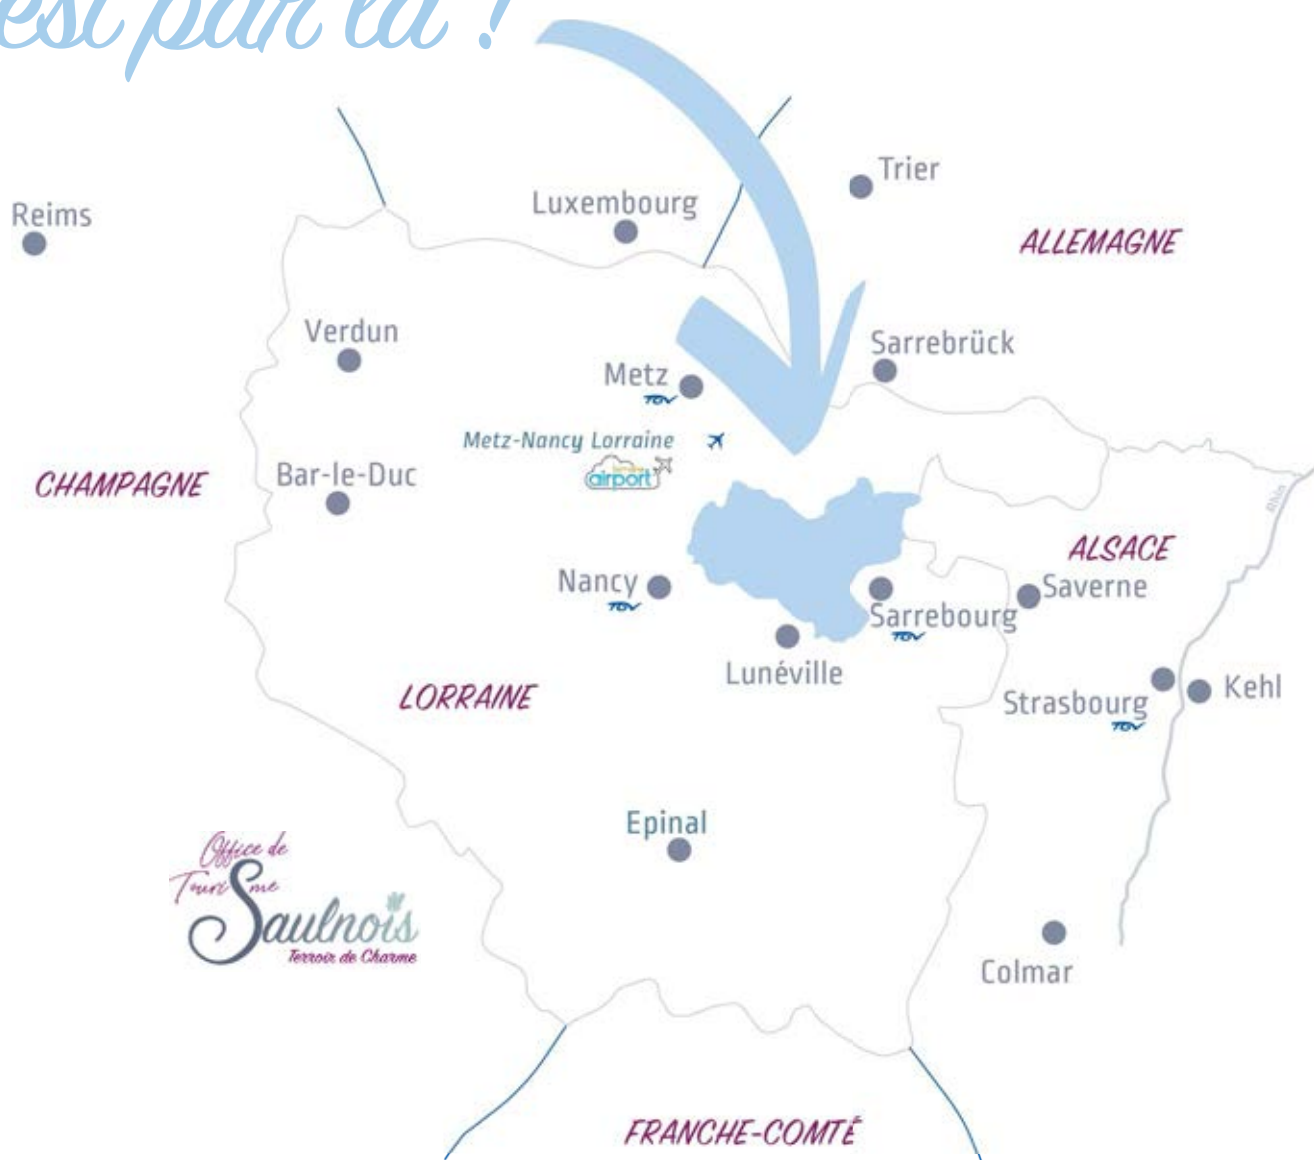 est par là !
Trier
Luxembourg
Reims
ALLEMAGNE
Verdun
Sarrebrück
Metz
TGV
Metz-Nancy Lorraine
airport
CHAMPAGNE
Bar-le-Duc
Rhin
ALSACE
Nancy
TGV
Saverne
Sarrebourg
TGV
Lunéville
LORRAINE
Strasbourg
TGV
Kehl
Epinal
Office de
Tourisme
Saulnois
Terroir de Charme
Colmar
FRANCHE-COMTÉ